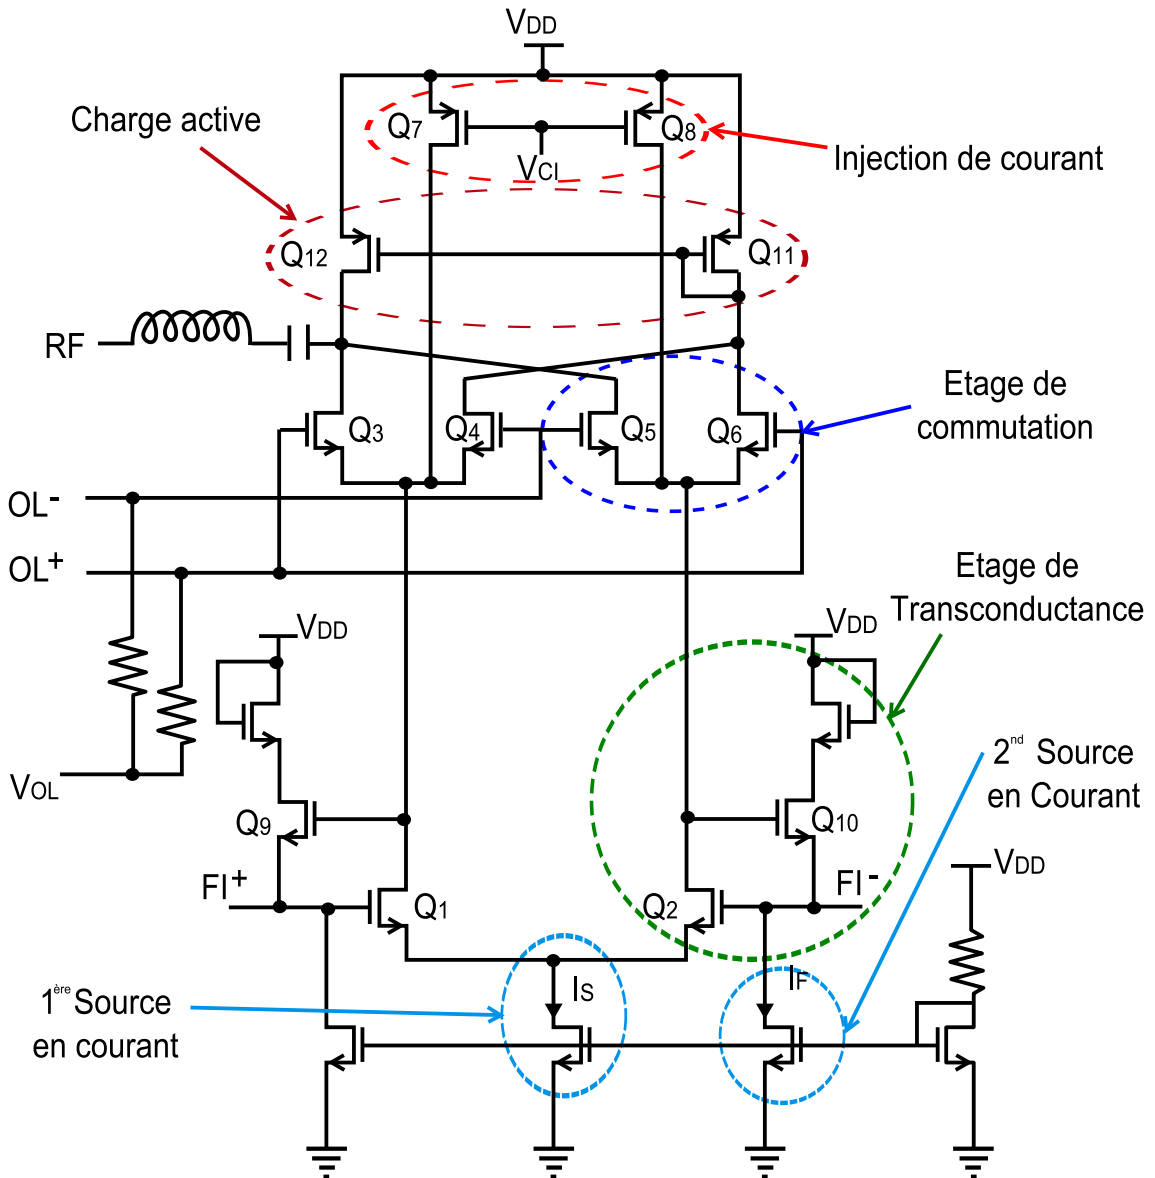 VDD
Charge active
Q7
Q8
VCI
Injection de courant
Q12
Q11
RF
Q3
Q4
Q5
Q6
Etage de
commutation
OL-
OL+
Etage de
Transconductance
VDD
VDD
VOL
2nd Source
en Courant
Q9
Q10
VDD
FI+
FI-
Q1
Q2
1ère Source
en courant
IS
IF